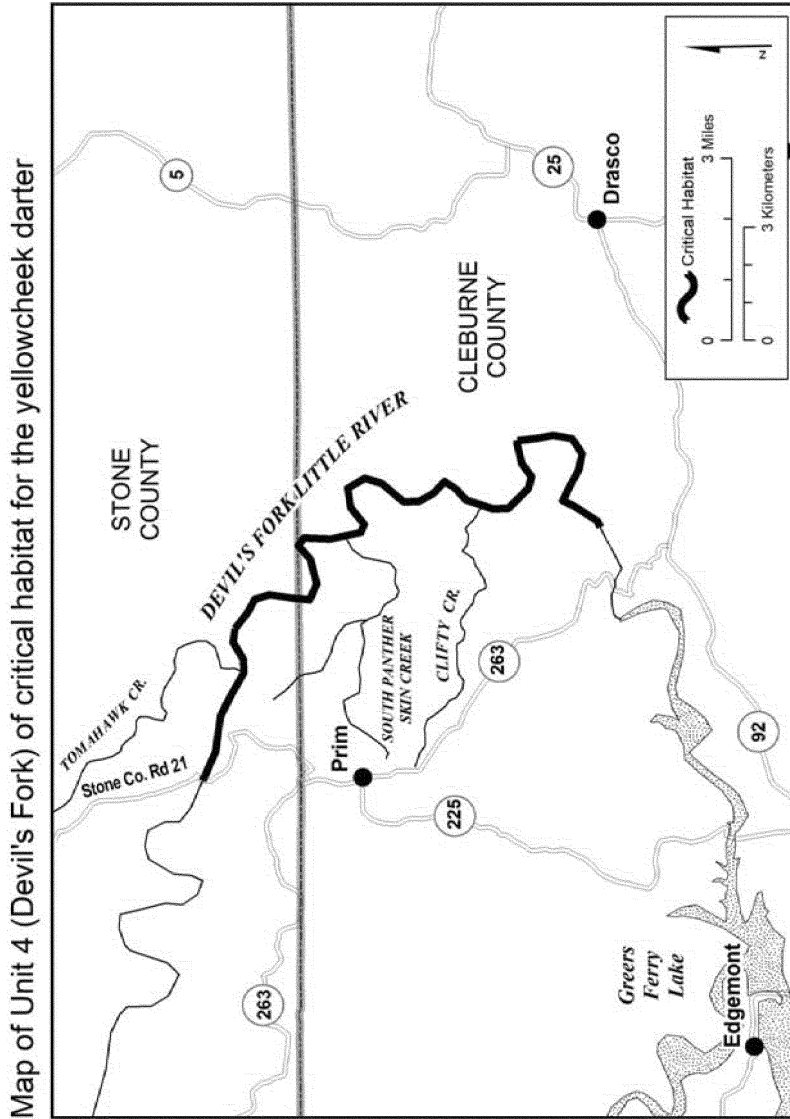 Map of Unit 4 (Devil's Fork) of critical habitat for the yellowcheek darter
TOMAHAWK CR.
Stone Co. Rd 21
STONE
COUNTY
5
DEVIL'S FORK LITTLE RIVER
263
Prim
SOUTH PANTHER
SKIN CREEK
CLIFTY CR.
CLEBURNE
COUNTY
225
263
25
Drasco
Greers
Ferry
Lake
Edgemont
92
Critical Habitat
0
3 Miles
0
3 Kilometers
N